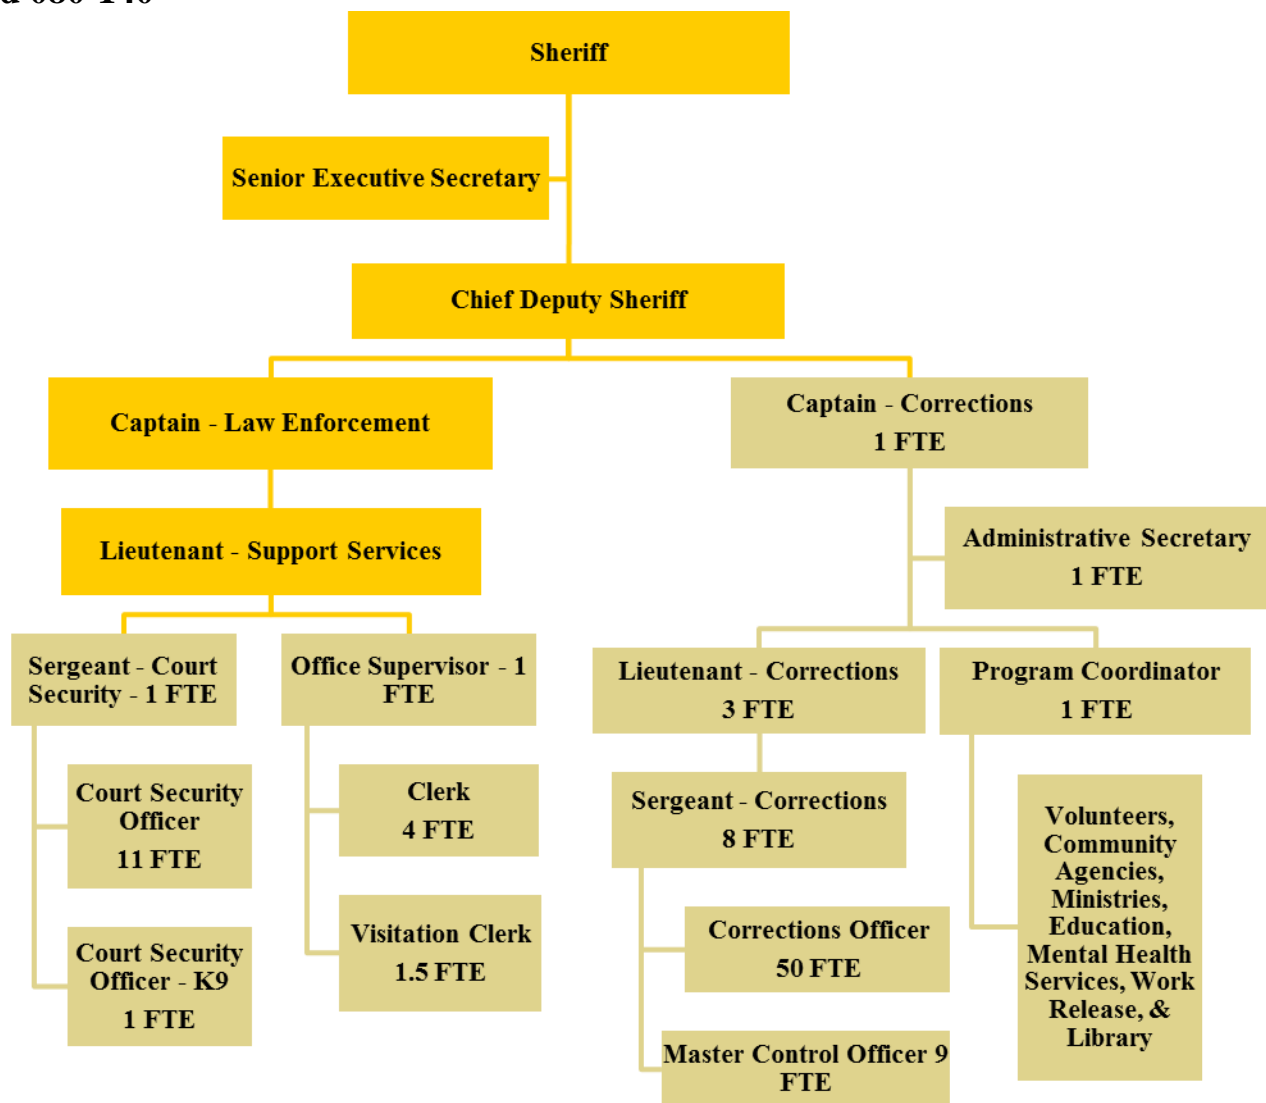 Sheriff
Senior Executive Secretary
Chief Deputy Sheriff
Captain - Law Enforcement
Captain - Corrections
1 FTE
Lieutenant - Support Services
Administrative Secretary
1 FTE
Sergeant - Court
Security - 1 FTE
Office Supervisor - 1
FTE
Lieutenant - Corrections
3 FTE
Program Coordinator
1 FTE
Court Security
Officer
11 FTE
Clerk
4 FTE
Sergeant - Corrections
8 FTE
Volunteers,
Community
Agencies,
Ministries,
Education,
Mental Health
Services, Work
Release, &
Library
Court Security
Officer - K9
1 FTE
Visitation Clerk
1.5 FTE
Corrections Officer
50 FTE
Master Control Officer 9
FTE